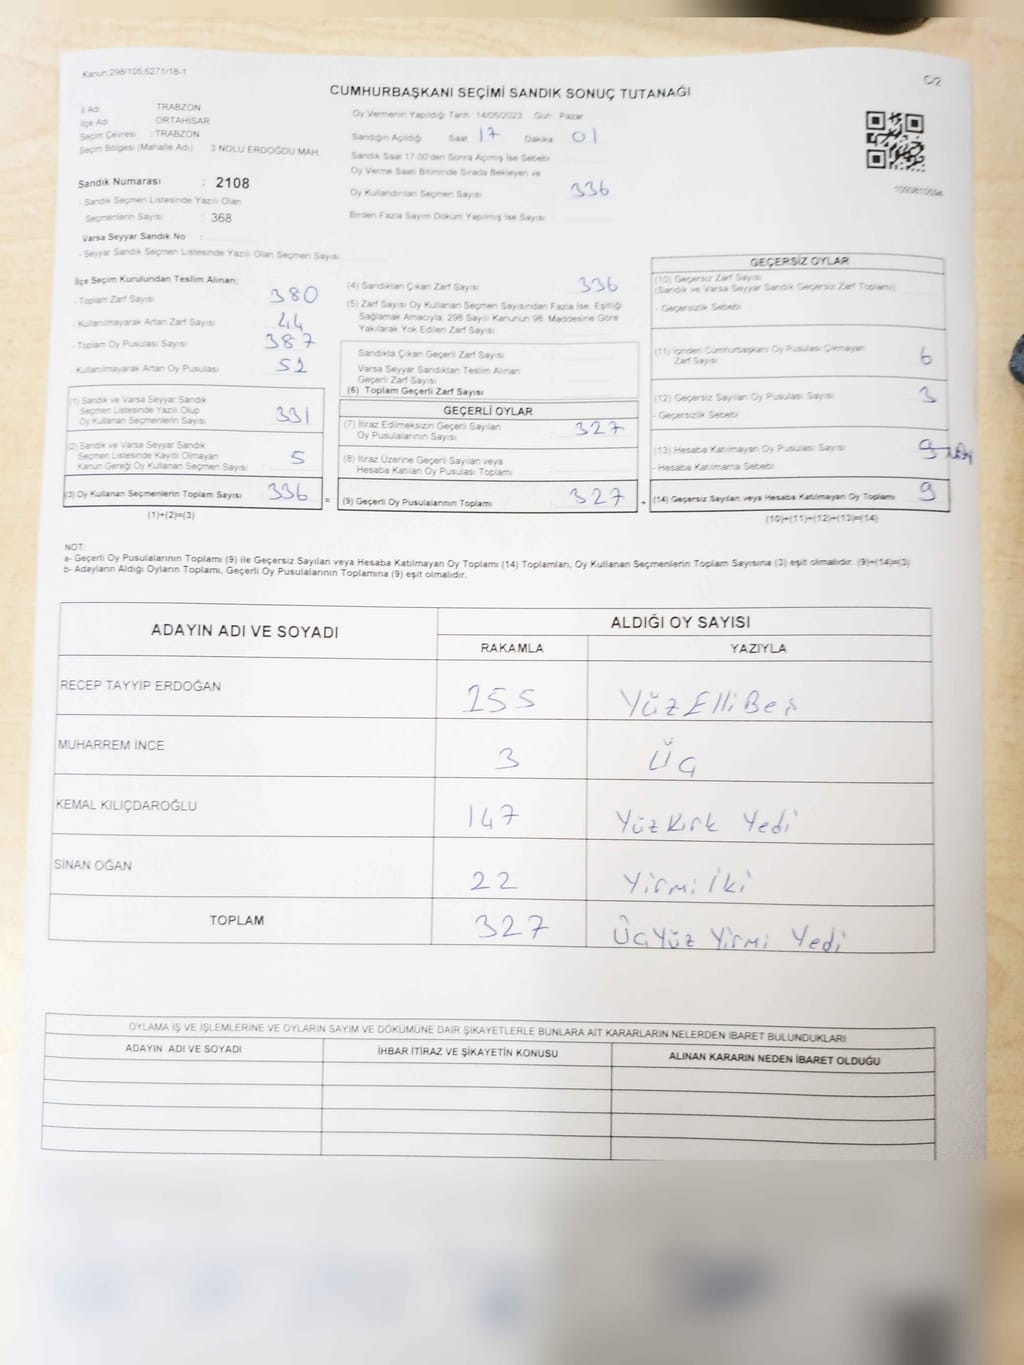 Kanun:298/105;6271/18-1
C/2
CUMHURBAŞKANI SEÇİMİ SANDIK SONUÇ TUTANAĞI
İl Adı TRABZON
İlçe Adı ORTAHİSAR
Seçim Çevresi : TRABZON
Seçim Bölgesi (Mahalle Adı) 3 NOLU ERDOĞDU MAH.
Sandık Numarası : 2108
- Sandık Seçmen Listesinde Yazılı Olan
Seçmenlerin Sayısı : 368
Varsa Seyyar Sandık No :
- Seyyar Sandık Seçmen Listesinde Yazılı Olan Seçmen Sayısı
Oy Vermenin Yapıldığı Tarih 14/05/2023 Gün Pazar
Sandığın Açıldığı Saat 17 Dakika 01
Sandık Saat 17.00'den Sonra Açılmış İse Sebebi
Oy Verme Saati Bitiminde Sırada Bekleyen ve
Oy Kullandırılan Seçmen Sayısı 336
Birden Fazla Sayım Döküm Yapılmış İse Sayısı
İlçe Seçim Kurulundan Teslim Alınan;
- Toplam Zarf Sayısı 380
- Kullanılmayarak Artan Zarf Sayısı 44
- Toplam Oy Pusulası Sayısı 387
- Kullanılmayarak Artan Oy Pusulası 51
(1) Sandık ve Varsa Seyyar Sandık
Seçmen Listesinde Yazılı Olup
Oy Kullanan Seçmenlerin Sayısı 331
(2) Sandık ve Varsa Seyyar Sandık
Seçmen Listesinde Kayıtlı Olmayan
Kanun Gereği Oy Kullanan Seçmen Sayısı 5
(3) Oy Kullanan Seçmenlerin Toplam Sayısı 336 =
(1)+(2)=(3)
(4) Sandıktan Çıkan Zarf Sayısı 336
(5) Zarf Sayısı Oy Kullanan Seçmen Sayısından Fazla İse, Eşitliği
Sağlamak Amacıyla, 298 Sayılı Kanunun 98. Maddesine Göre
Yakılarak Yok Edilen Zarf Sayısı
Sandıkla Çıkan Geçerli Zarf Sayısı
Varsa Seyyar Sandıktan Teslim Alınan
Geçerli Zarf Sayısı
(6) Toplam Geçerli Zarf Sayısı
GEÇERLİ OYLAR
(7) İtiraz Edilmeksizin Geçerli Sayılan
Oy Pusulalarının Sayısı 327
(8) İtiraz Üzerine Geçerli Sayılan veya
Hesaba Katılan Oy Pusulası Toplamı
(9) Geçerli Oy Pusulalarının Toplamı 327 +
GEÇERSİZ OYLAR
(10) Geçersiz Zarf Sayısı
(Sandık ve Varsa Seyyar Sandık Geçersiz Zarf Toplamı)
- Geçersizlik Sebebi
(11) İçinden Cumhurbaşkanı Oy Pusulası Çıkmayan
Zarf Sayısı 6
(12) Geçersiz Sayılan Oy Pusulası Sayısı 3
- Geçersizlik Sebebi
(13) Hesaba Katılmayan Oy Pusulası Sayısı 9
- Hesaba Katılmama Sebebi
(14) Geçersiz Sayılan veya Hesaba Katılmayan Oy Toplamı 9
(10)+(11)+(12)+(13)=(14)
NOT:
a- Geçerli Oy Pusulalarının Toplamı (9) ile Geçersiz Sayılan veya Hesaba Katılmayan Oy Toplamı (14) Toplamları, Oy Kullanan Seçmenlerin Toplam Sayısına (3) eşit olmalıdır. (9)+(14)=(3)
b- Adayların Aldığı Oyların Toplamı, Geçerli Oy Pusulalarının Toplamına (9) eşit olmalıdır.
ADAYIN ADI VE SOYADI ALDIĞI OY SAYISI
RAKAMLA YAZIYLA
RECEP TAYYİP ERDOĞAN 155 Yüz Elli Beş
MUHARREM İNCE 3 Üç
KEMAL KILIÇDAROĞLU 147 Yüz Kırk Yedi
SİNAN OĞAN 22 Yirmi İki
TOPLAM 327 Üç Yüz Yirmi Yedi
OYLAMA İŞ VE İŞLEMLERİNE VE OYLARIN SAYIM VE DÖKÜMÜNE DAİR ŞİKAYETLERLE BUNLARA AİT KARARLARIN NELERDEN İBARET BULUNDUKLARI
ADAYIN ADI VE SOYADI İHBAR İTİRAZ VE ŞİKAYETİN KONUSU ALINAN KARARIN NEDEN İBARET OLDUĞU